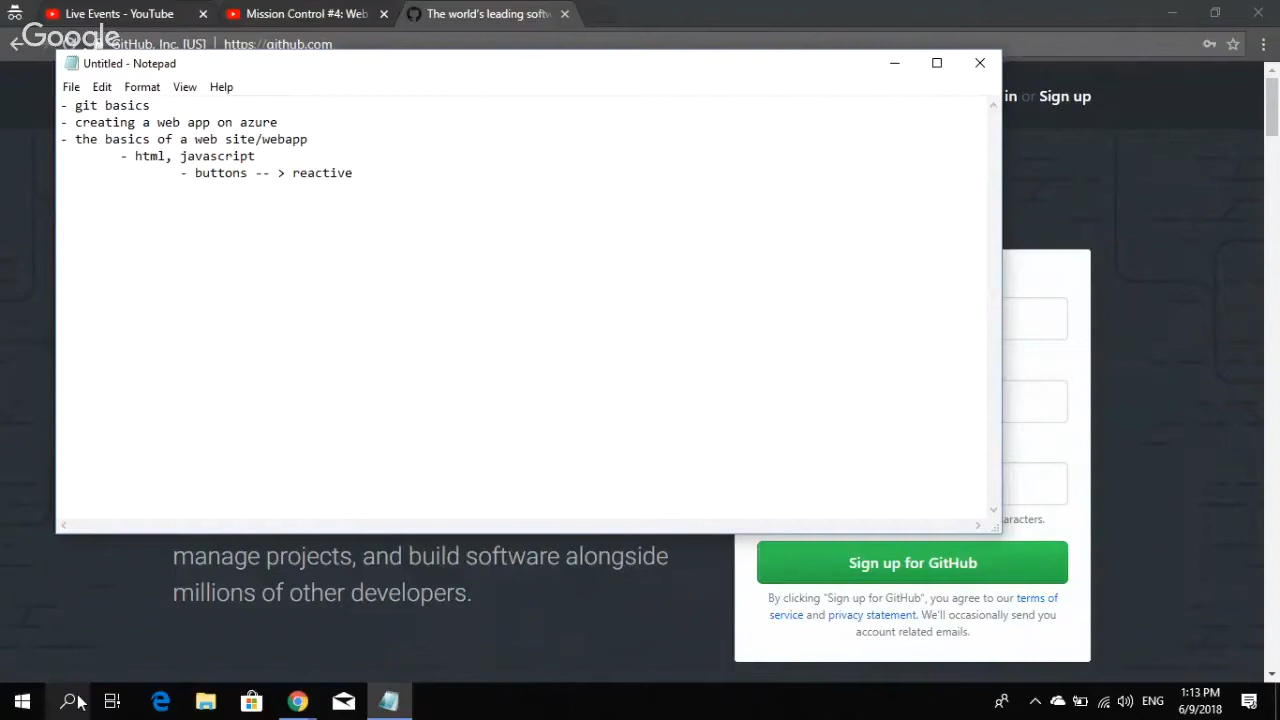 Live Events - YouTube
Mission Control #4: Web
The world's leading softw
Google
GitHub, Inc. [US] | https://github.com
Untitled - Notepad
File Edit Format View Help
in or Sign up
- git basics
- creating a web app on azure
- the basics of a web site/webapp
- html, javascript
- buttons -- > reactive
aracters.
manage projects, and build software alongside
millions of other developers.
Sign up for GitHub
By clicking "Sign up for GitHub", you agree to our terms of
service and privacy statement. We'll occasionally send you
account related emails.
ENG
1:13 PM
6/9/2018